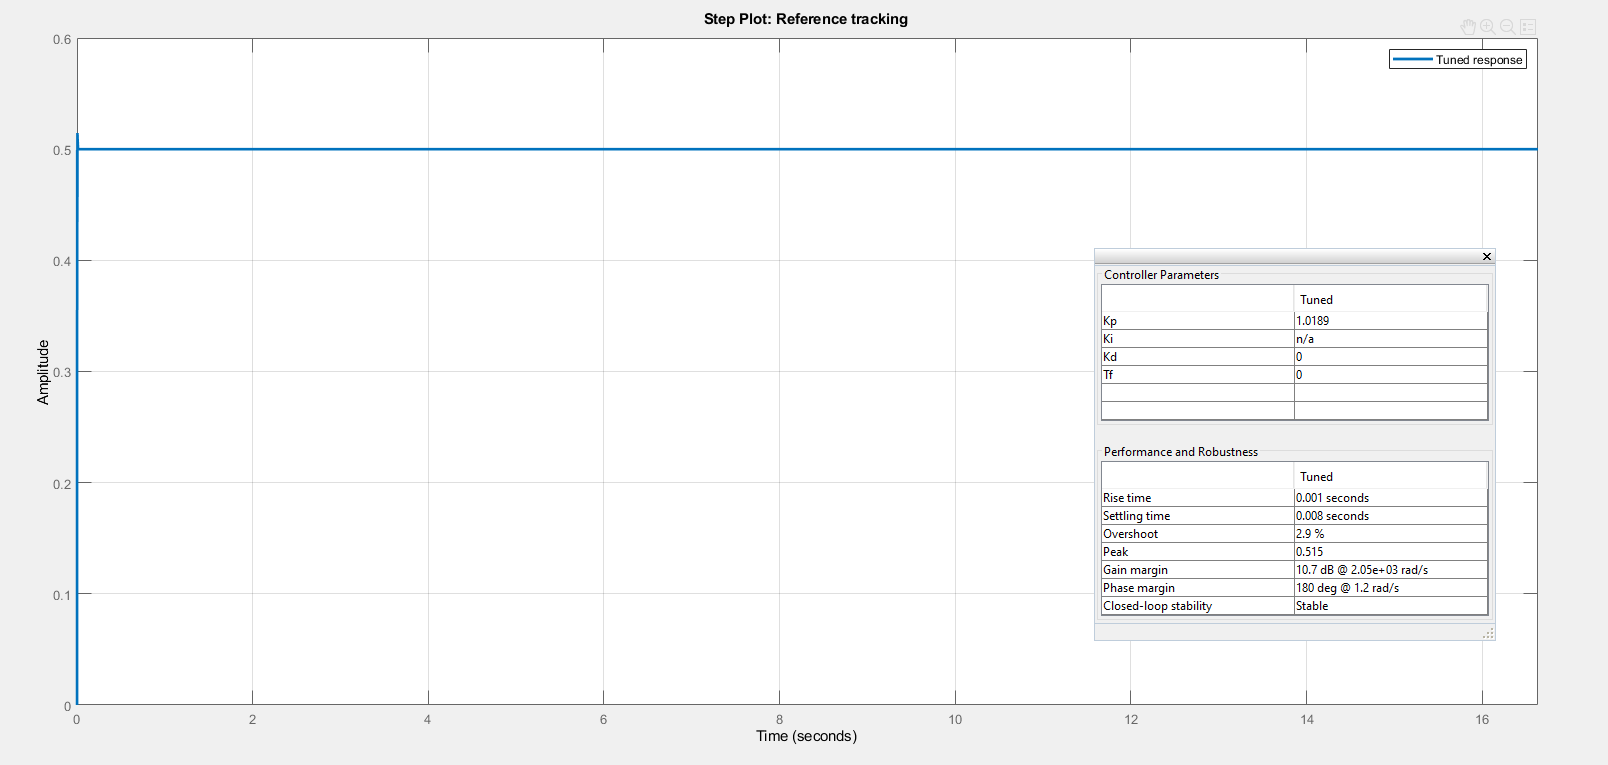 Step Plot: Reference tracking
Tuned response
0.6
0.5
0.4
0.3
0.2
0.1
0
Amplitude
0 2 4 6 8 10 12 14 16
Time (seconds)
Controller Parameters
Tuned
Kp 1.0189
Ki n/a
Kd 0
Tf 0
Performance and Robustness
Tuned
Rise time 0.001 seconds
Settling time 0.008 seconds
Overshoot 2.9 %
Peak 0.515
Gain margin 10.7 dB @ 2.05e+03 rad/s
Phase margin 180 deg @ 1.2 rad/s
Closed-loop stability Stable